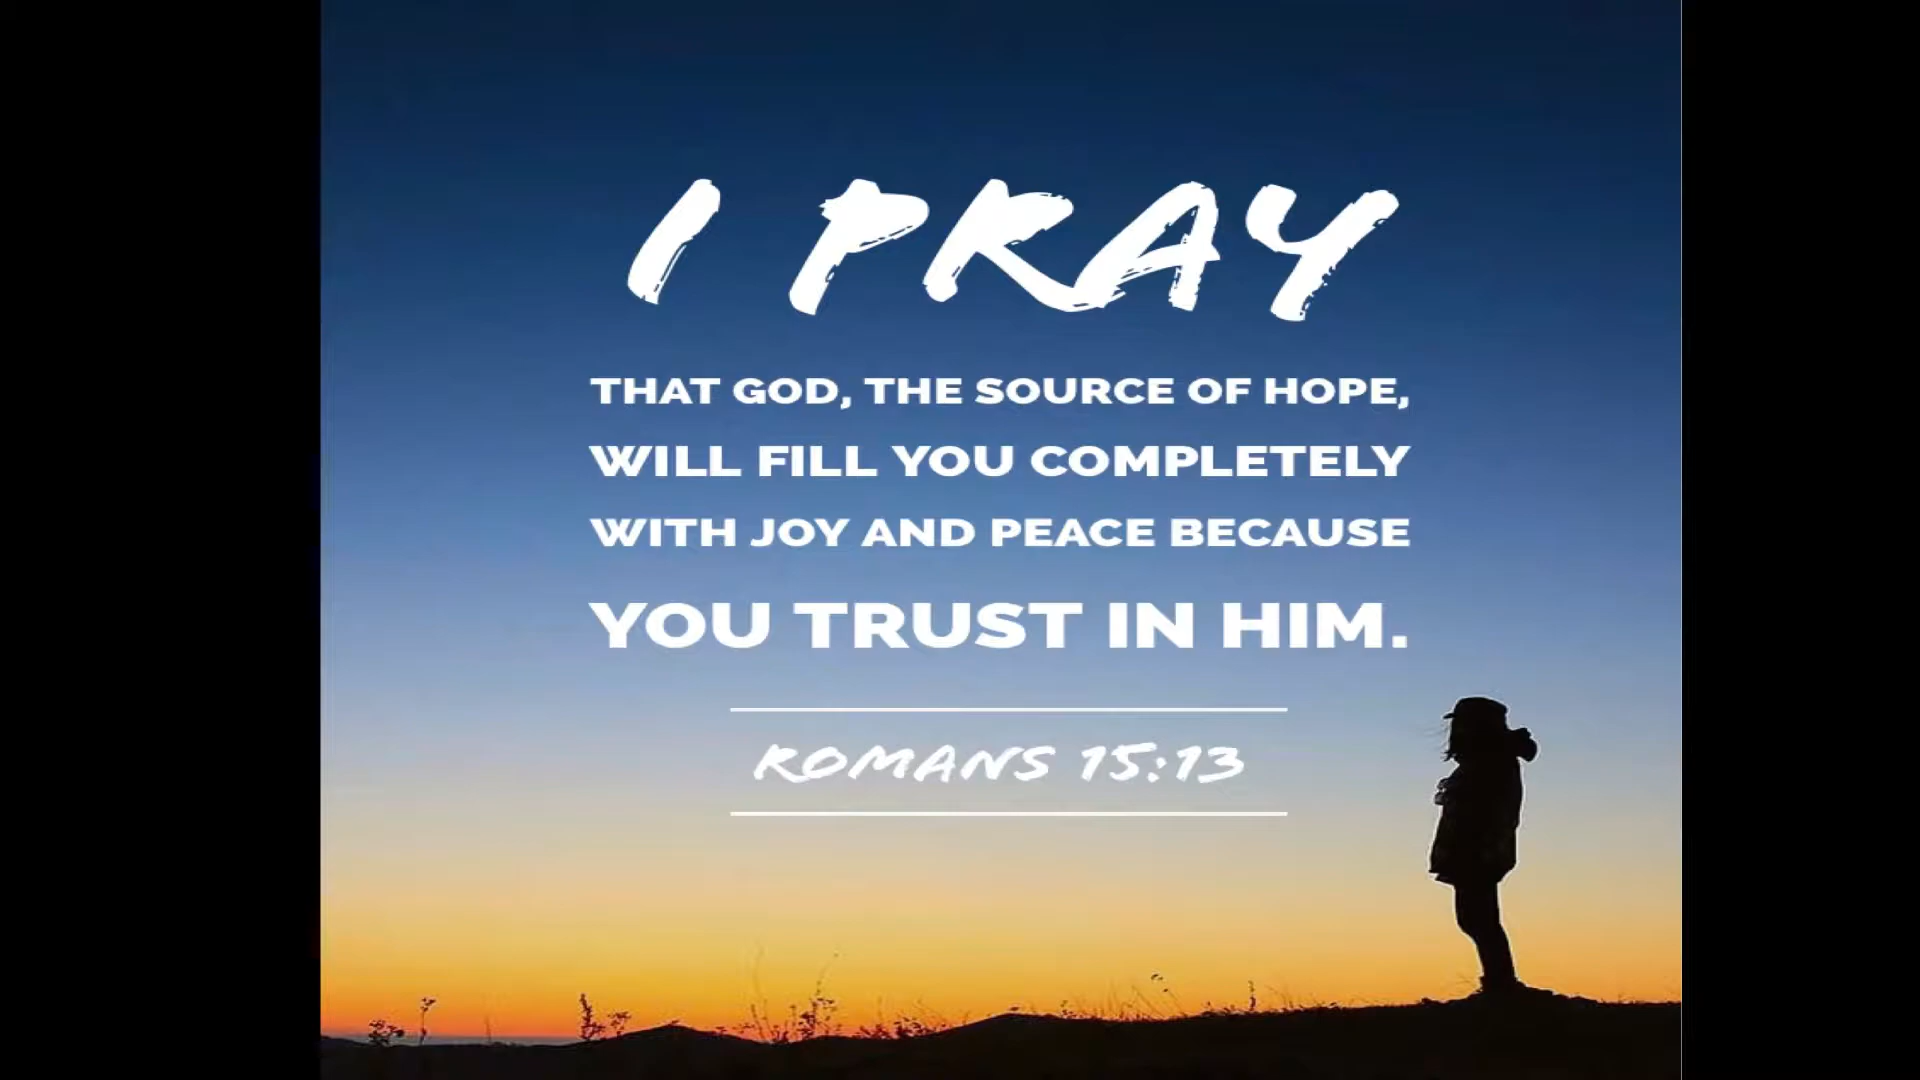 I PRAY
THAT GOD, THE SOURCE OF HOPE,
WILL FILL YOU COMPLETELY
WITH JOY AND PEACE BECAUSE
YOU TRUST IN HIM.
ROMANS 15:13